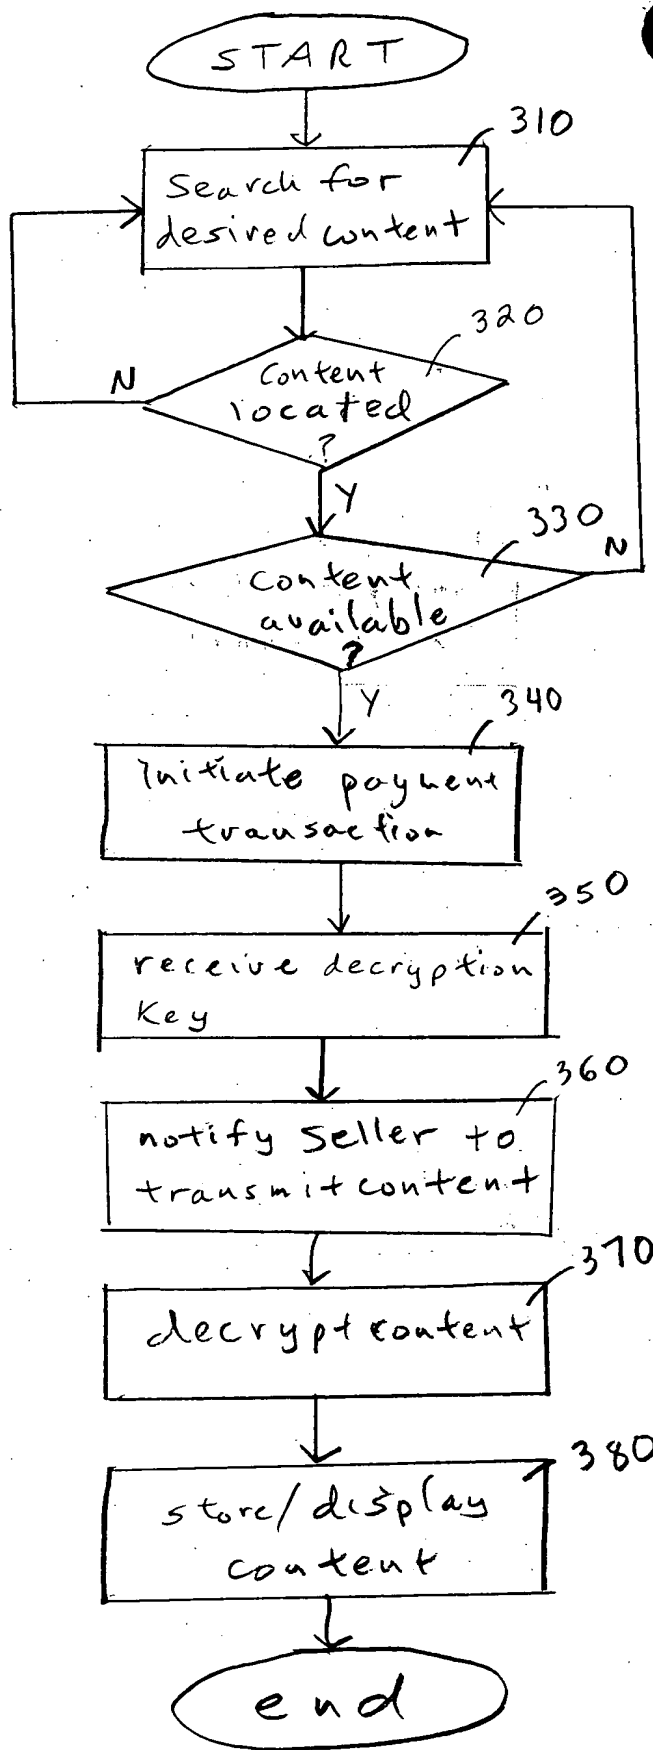 START
310
Search for
desired content
320
N
Content
located
?
Y
330
N
content
available
?
Y
340
initiate payment
transaction
350
receive decryption
Key
360
notify seller to
transmit content
370
decrypt content
380
store/display
content
end